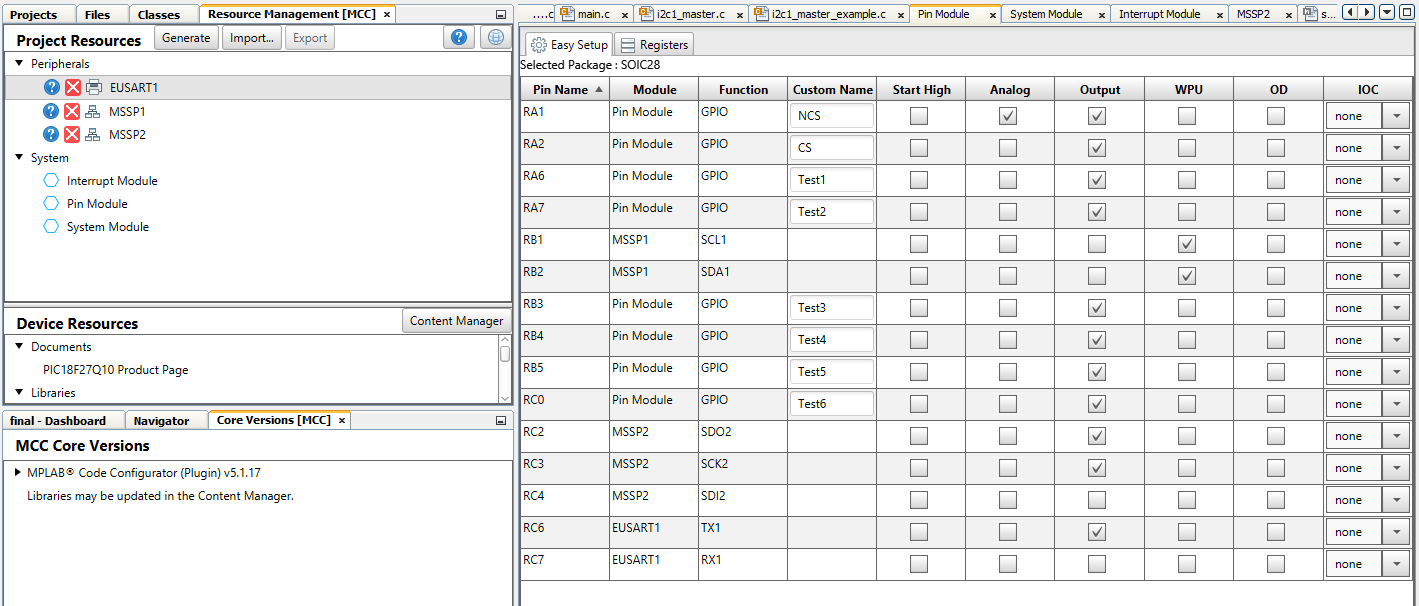 Projects Files Classes Resource Management [MCC] ×
Project Resources Generate Import... Export ?
Peripherals
? EUSART1
? MSSP1
? MSSP2
System
Interrupt Module
Pin Module
System Module
Device Resources Content Manager
Documents
PIC18F27Q10 Product Page
Libraries
final - Dashboard Navigator Core Versions [MCC] ×
MCC Core Versions
MPLAB® Code Configurator (Plugin) v5.1.17
Libraries may be updated in the Content Manager.
....c main.c × i2c1_master.c × i2c1_master_example.c × Pin Module × System Module × Interrupt Module × MSSP2 × s...
Easy Setup Registers
Selected Package : SOIC28
Pin Name Module Function Custom Name Start High Analog Output WPU OD IOC
RA1 Pin Module GPIO NCS none
RA2 Pin Module GPIO CS none
RA6 Pin Module GPIO Test1 none
RA7 Pin Module GPIO Test2 none
RB1 MSSP1 SCL1 none
RB2 MSSP1 SDA1 none
RB3 Pin Module GPIO Test3 none
RB4 Pin Module GPIO Test4 none
RB5 Pin Module GPIO Test5 none
RC0 Pin Module GPIO Test6 none
RC2 MSSP2 SDO2 none
RC3 MSSP2 SCK2 none
RC4 MSSP2 SDI2 none
RC6 EUSART1 TX1 none
RC7 EUSART1 RX1 none